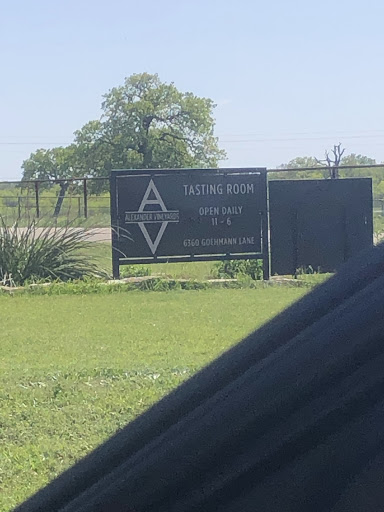 ALEXANDER VINEYARDS
TASTING ROOM
OPEN DAILY
11 - 6
6360 GOEHMANN LANE